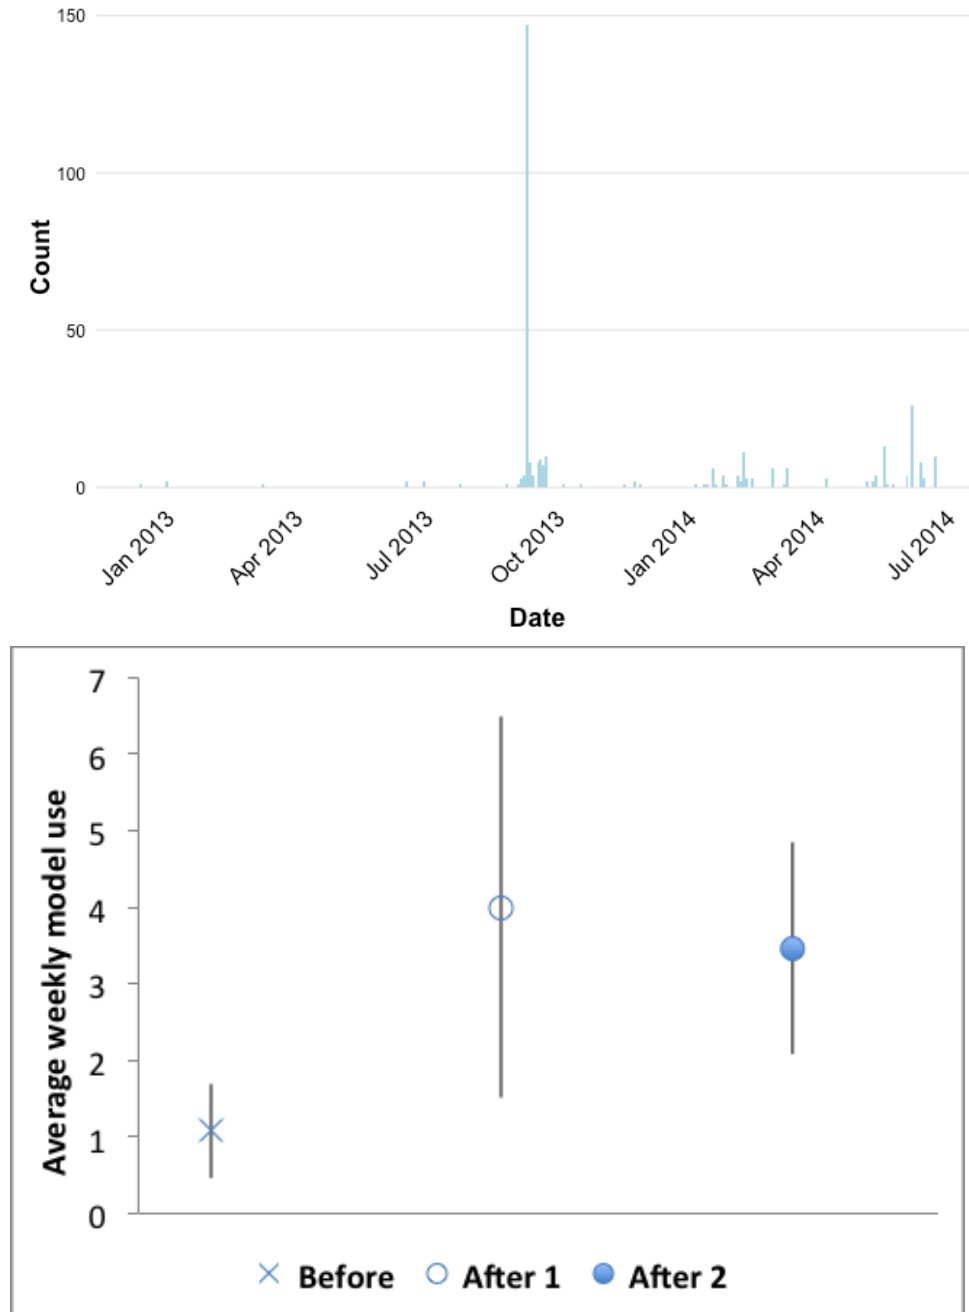 150
100
50
0
Count
Jan 2013
Apr 2013
Jul 2013
Oct 2013
Jan 2014
Apr 2014
Jul 2014
Date
7
6
5
4
3
2
1
0
Average weekly model use
Before
After 1
After 2